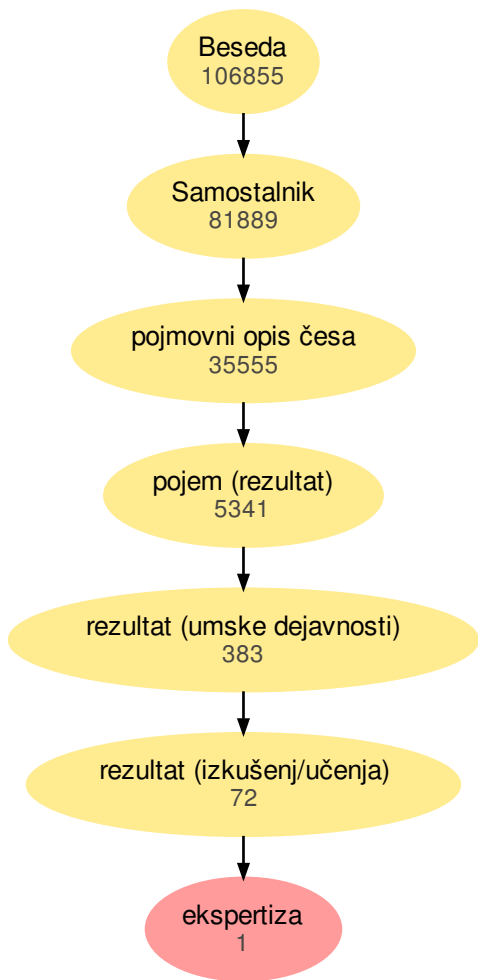 Beseda
106855
Samostalnik
81889
pojmovni opis česa
35555
pojem (rezultat)
5341
rezultat (umske dejavnosti)
383
rezultat (izkušenj/učenja)
72
ekspertiza
1